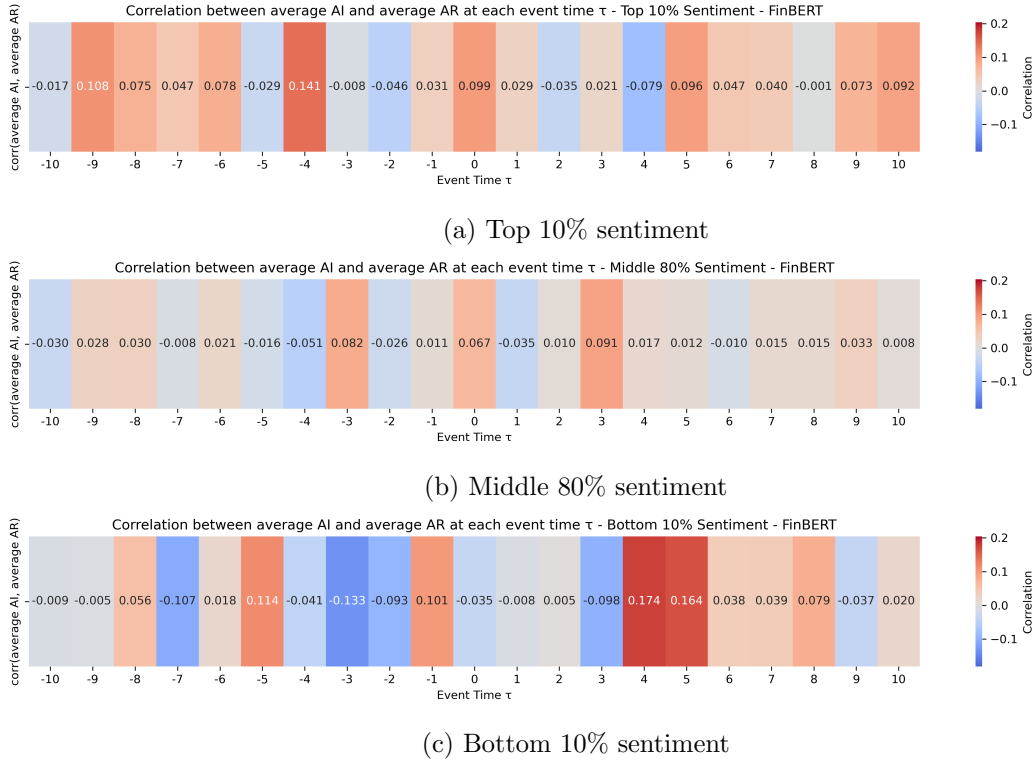 Correlation between average AI and average AR at each event time τ - Top 10% Sentiment - FinBERT
corr(average AI, average AR)
-0.017 0.108 0.075 0.047 0.078 -0.029 0.141 -0.008 -0.046 0.031 0.099 0.029 -0.035 0.021 -0.079 0.096 0.047 0.040 -0.001 0.073 0.092
-10 -9 -8 -7 -6 -5 -4 -3 -2 -1 0 1 2 3 4 5 6 7 8 9 10
Event Time τ
0.2
0.1
0.0
−0.1
Correlation
(a) Top 10% sentiment
Correlation between average AI and average AR at each event time τ - Middle 80% Sentiment - FinBERT
corr(average AI, average AR)
-0.030 0.028 0.030 -0.008 0.021 -0.016 -0.051 0.082 -0.026 0.011 0.067 -0.035 0.010 0.091 0.017 0.012 -0.010 0.015 0.015 0.033 0.008
-10 -9 -8 -7 -6 -5 -4 -3 -2 -1 0 1 2 3 4 5 6 7 8 9 10
Event Time τ
0.2
0.1
0.0
−0.1
Correlation
(b) Middle 80% sentiment
Correlation between average AI and average AR at each event time τ - Bottom 10% Sentiment - FinBERT
corr(average AI, average AR)
-0.009 -0.005 0.056 -0.107 0.018 0.114 -0.041 -0.133 -0.093 0.101 -0.035 -0.008 0.005 -0.098 0.174 0.164 0.038 0.039 0.079 -0.037 0.020
-10 -9 -8 -7 -6 -5 -4 -3 -2 -1 0 1 2 3 4 5 6 7 8 9 10
Event Time τ
0.2
0.1
0.0
−0.1
Correlation
(c) Bottom 10% sentiment